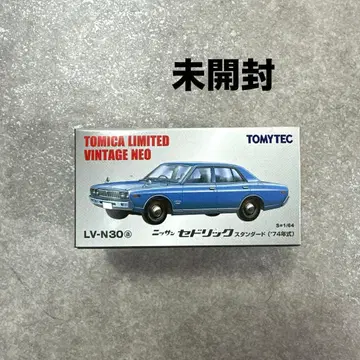 未開封
TOMICA LIMITED
VINTAGE NEO
TOMYTEC
S=1/64
LV-N30ⓐ ニッサン セドリック スタンダード ('74年式)